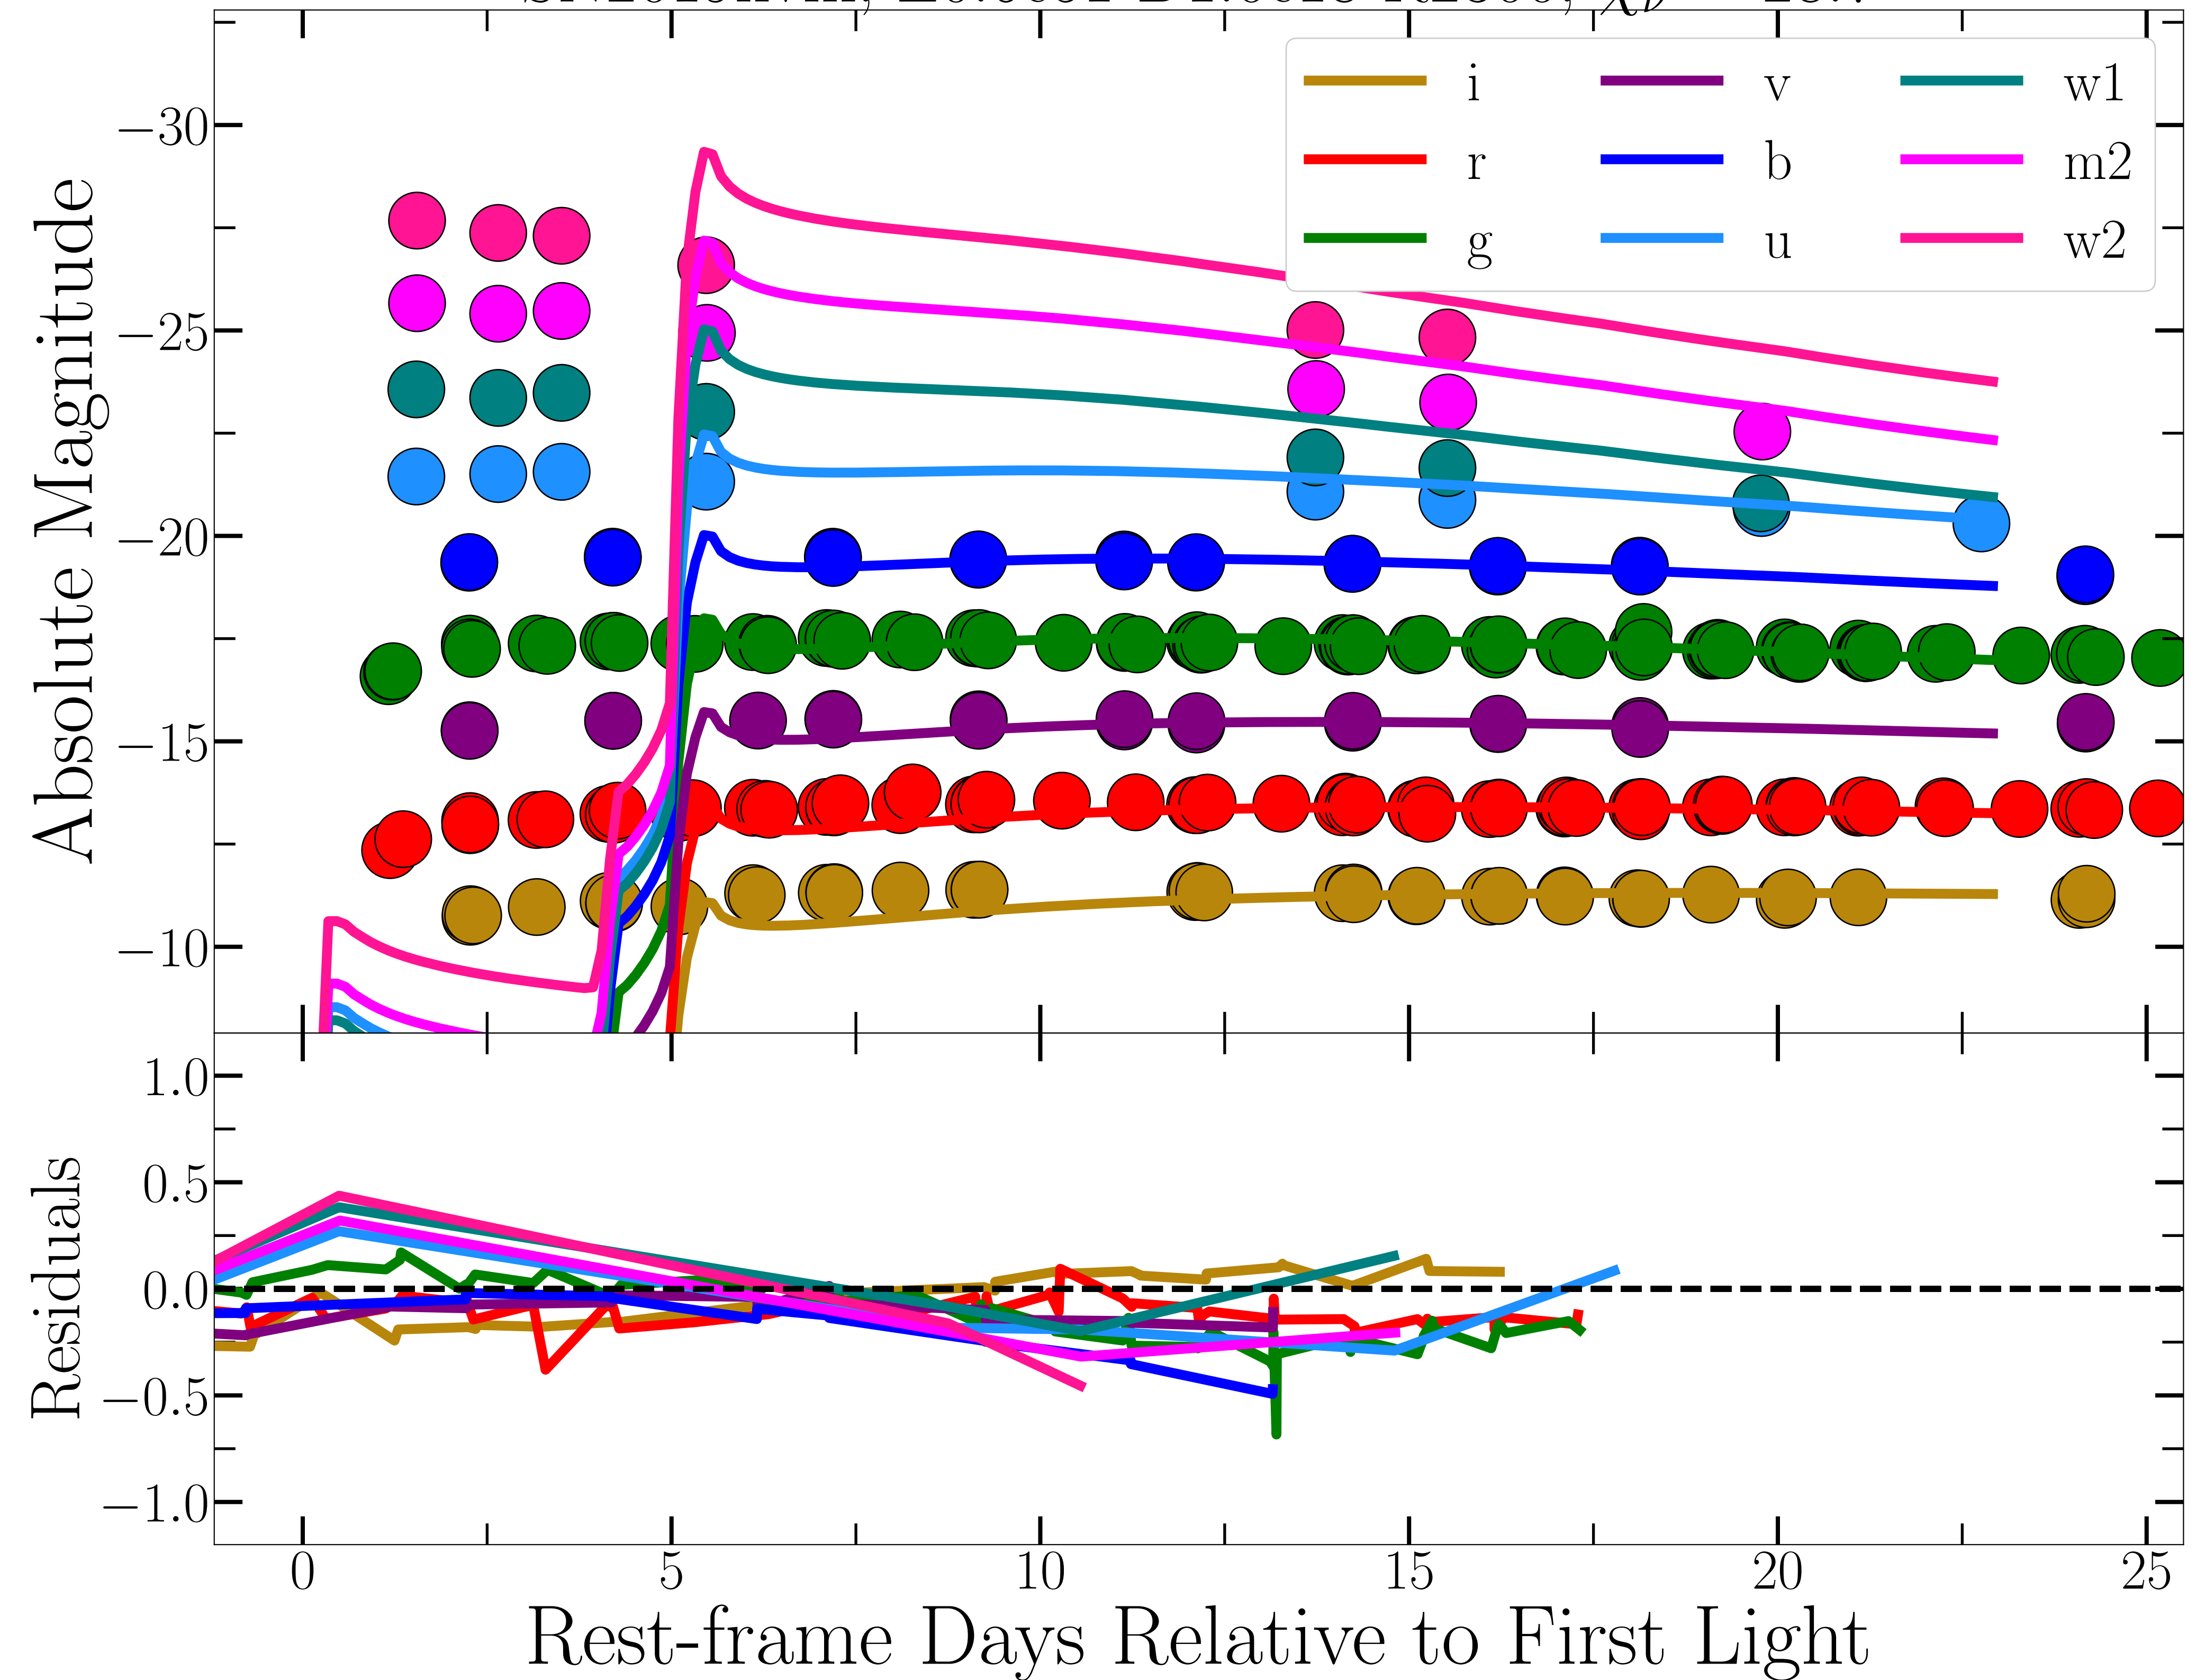 −30
−25
−20
−15
−10
Absolute Magnitude
i
v
w1
r
b
m2
g
u
w2
1.0
0.5
0.0
−0.5
−1.0
Residuals
0
5
10
15
20
25
Rest-frame Days Relative to First Light